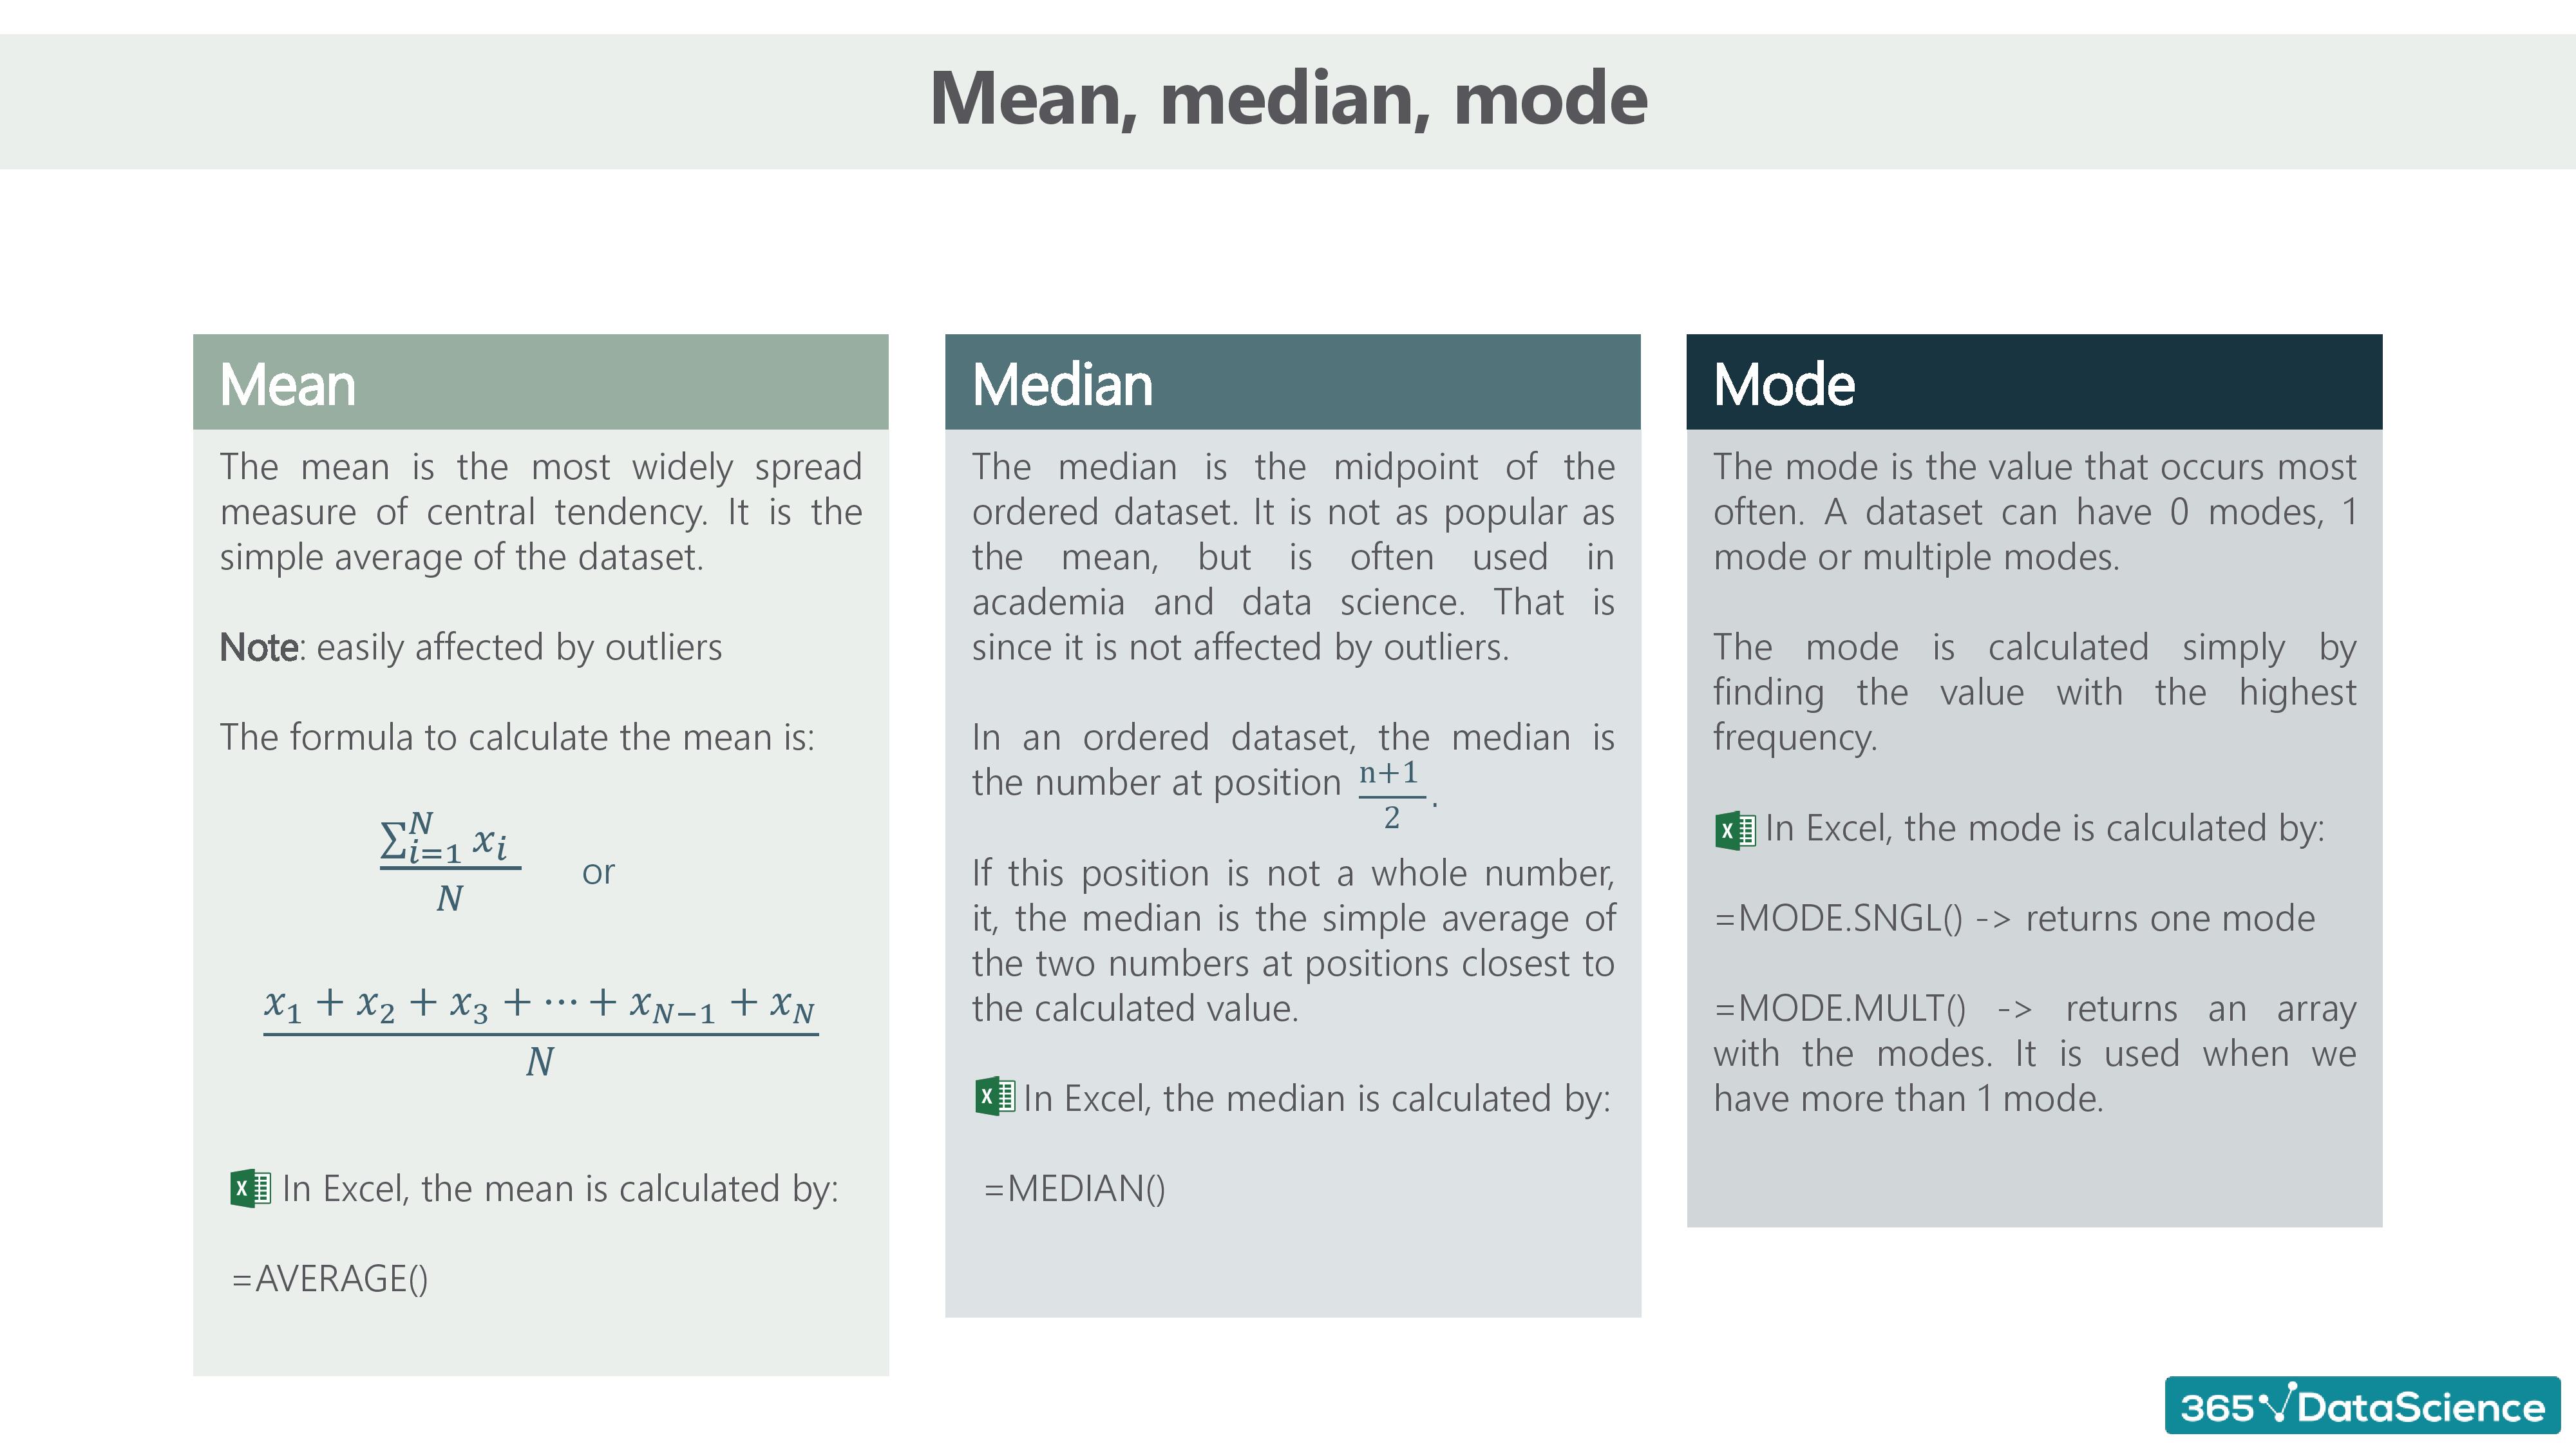 Mean, median, mode
Mean
The mean is the most widely spread
measure of central tendency. It is the
simple average of the dataset.
Note: easily affected by outliers
The formula to calculate the mean is:
∑_{i=1}^{N} x_i / N or
x_1 + x_2 + x_3 + ⋯ + x_{N−1} + x_N / N
X In Excel, the mean is calculated by:
=AVERAGE()
Median
The median is the midpoint of the
ordered dataset. It is not as popular as
the mean, but is often used in
academia and data science. That is
since it is not affected by outliers.
In an ordered dataset, the median is
the number at position n+1 / 2 .
If this position is not a whole number,
it, the median is the simple average of
the two numbers at positions closest to
the calculated value.
X In Excel, the median is calculated by:
=MEDIAN()
Mode
The mode is the value that occurs most
often. A dataset can have 0 modes, 1
mode or multiple modes.
The mode is calculated simply by
finding the value with the highest
frequency.
X In Excel, the mode is calculated by:
=MODE.SNGL() -> returns one mode
=MODE.MULT() -> returns an array
with the modes. It is used when we
have more than 1 mode.
365 DataScience